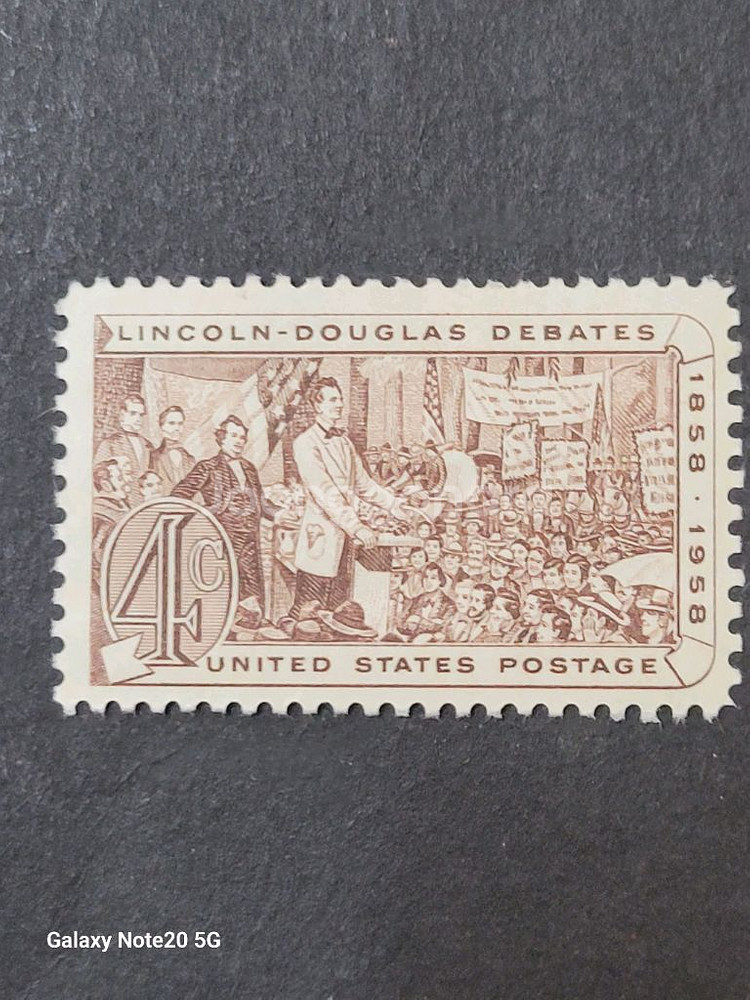 LINCOLN-DOUGLAS DEBATES
1858 · 1958
4c
UNITED STATES POSTAGE
Galaxy Note20 5G